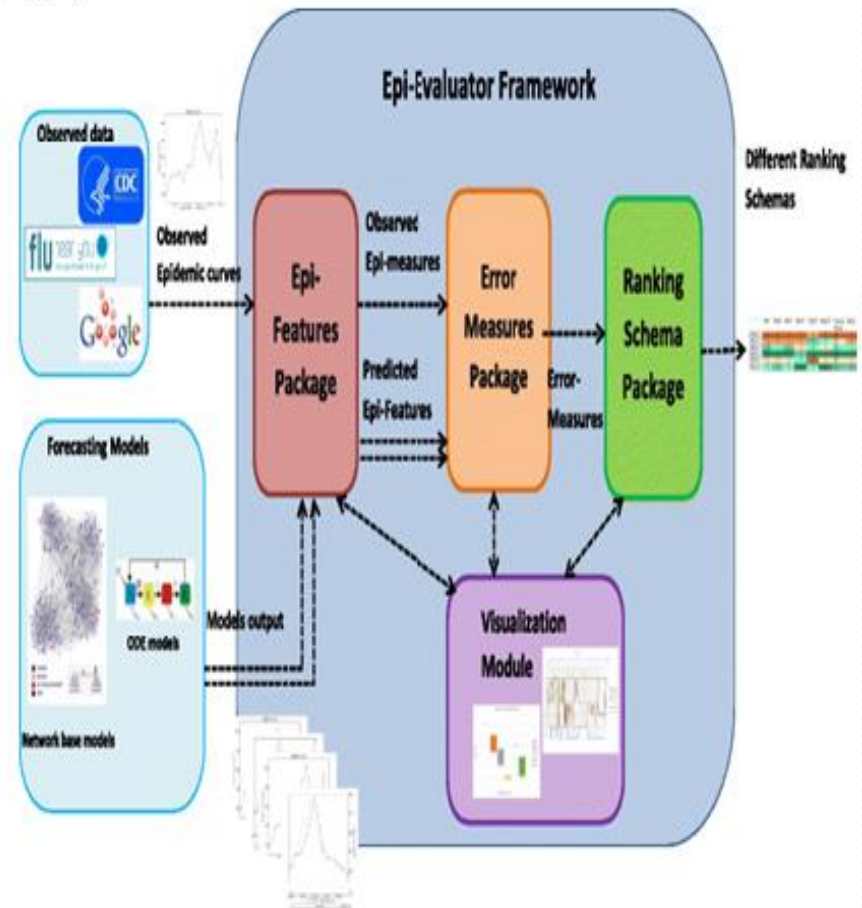 Epi-Evaluator Framework
Observed data
CDC
flu near you
Google
Observed
Epidemic curves
Epi-
Features
Package
Observed
Epi-measures
Predicted
Epi-Features
Error
Measures
Package
Error-
Measures
Ranking
Schema
Package
Different Ranking
Schemas
Forecasting Models
ODE models
Network base models
Models output
Visualization
Module